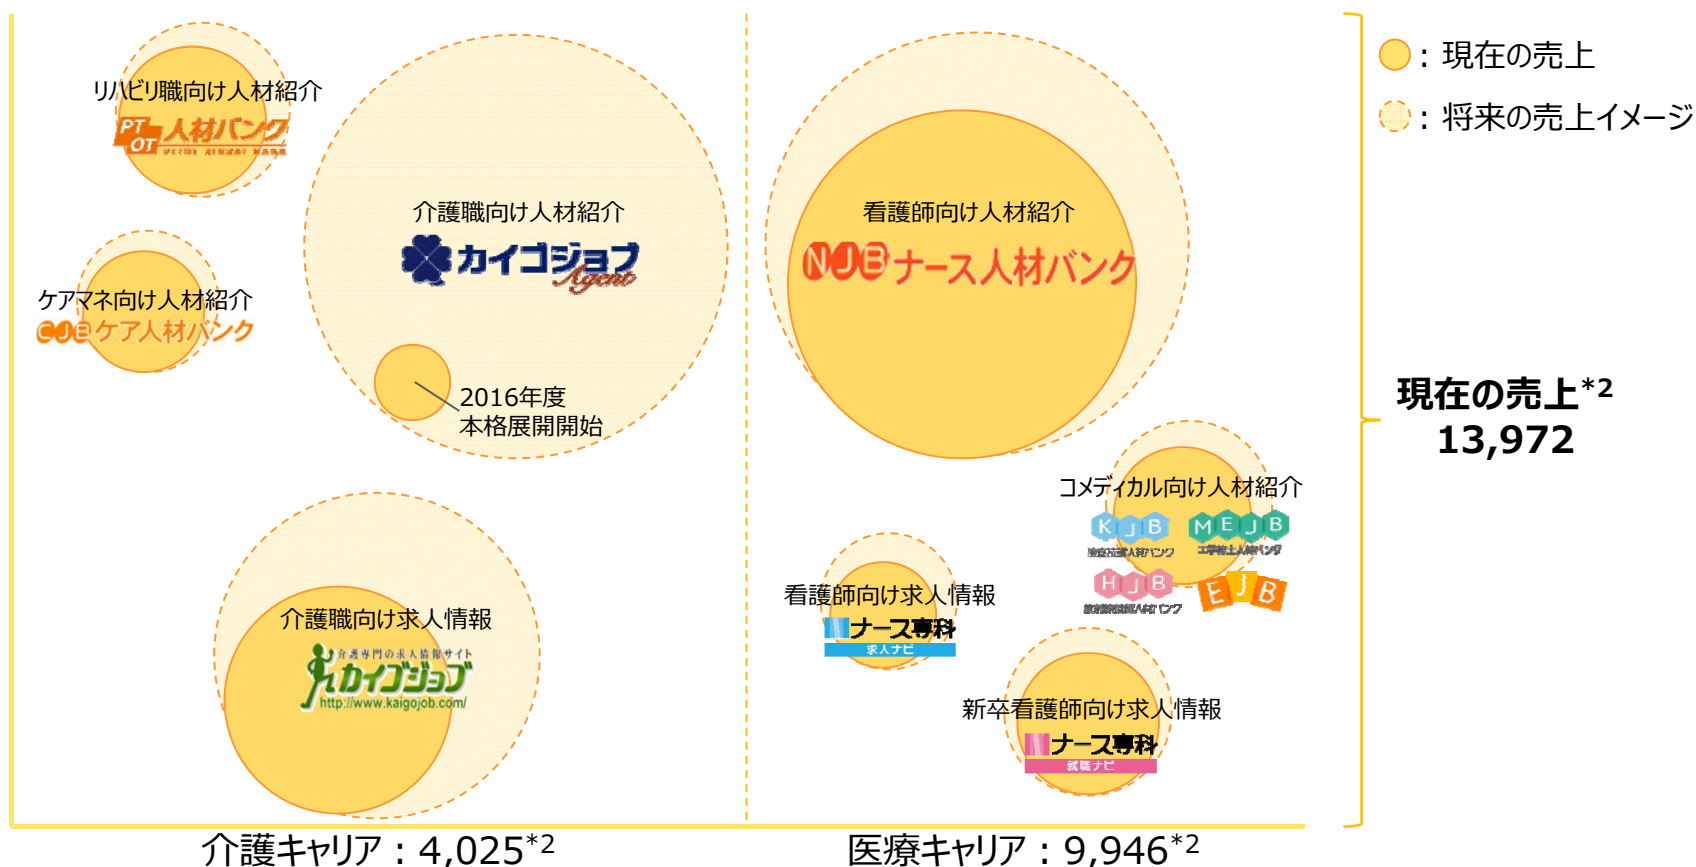 リハビリ職向け人材紹介
PT OT 人材バンク
ケアマネ向け人材紹介
CJB ケア人材バンク
介護職向け人材紹介
カイゴジョブ
Agent
2016年度
本格展開開始
介護職向け求人情報
介護専門の求人情報サイト
カイゴジョブ
http://www.kaigojob.com/
介護キャリア：4,025*2
看護師向け人材紹介
NJB ナース人材バンク
コメディカル向け人材紹介
KJB
MEJB
工学技士人材バンク
HJB
EJB
看護師向け求人情報
ナース専科
求人ナビ
新卒看護師向け求人情報
ナース専科
就職ナビ
医療キャリア：9,946*2
：現在の売上
：将来の売上イメージ
現在の売上*2
13,972